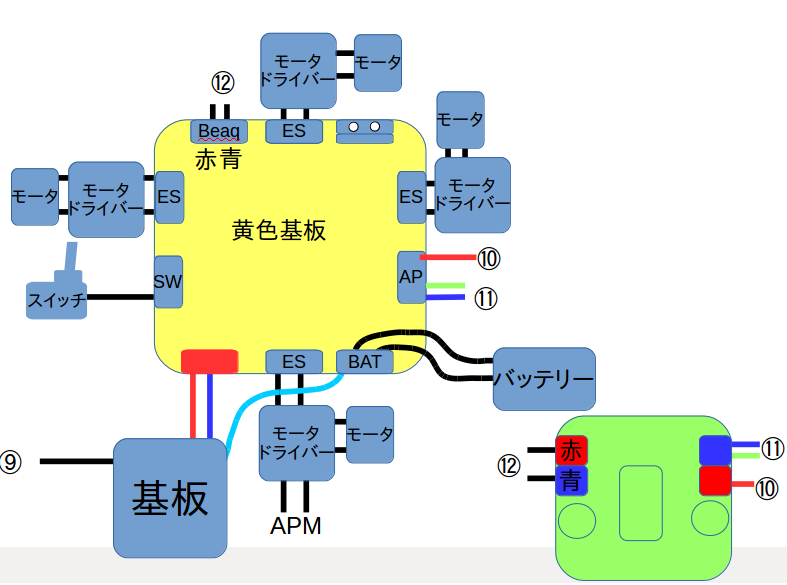 モータ
ドライバー
モータ
⑫
Beaq
ES
赤青
モータ
モータ
モータ
ドライバー
ES
ES
モータ
ドライバー
黄色基板
SW
スイッチ
AP
⑩
⑪
ES
BAT
バッテリー
モータ
ドライバー
モータ
⑨
基板
APM
⑫
赤
青
⑪
⑩